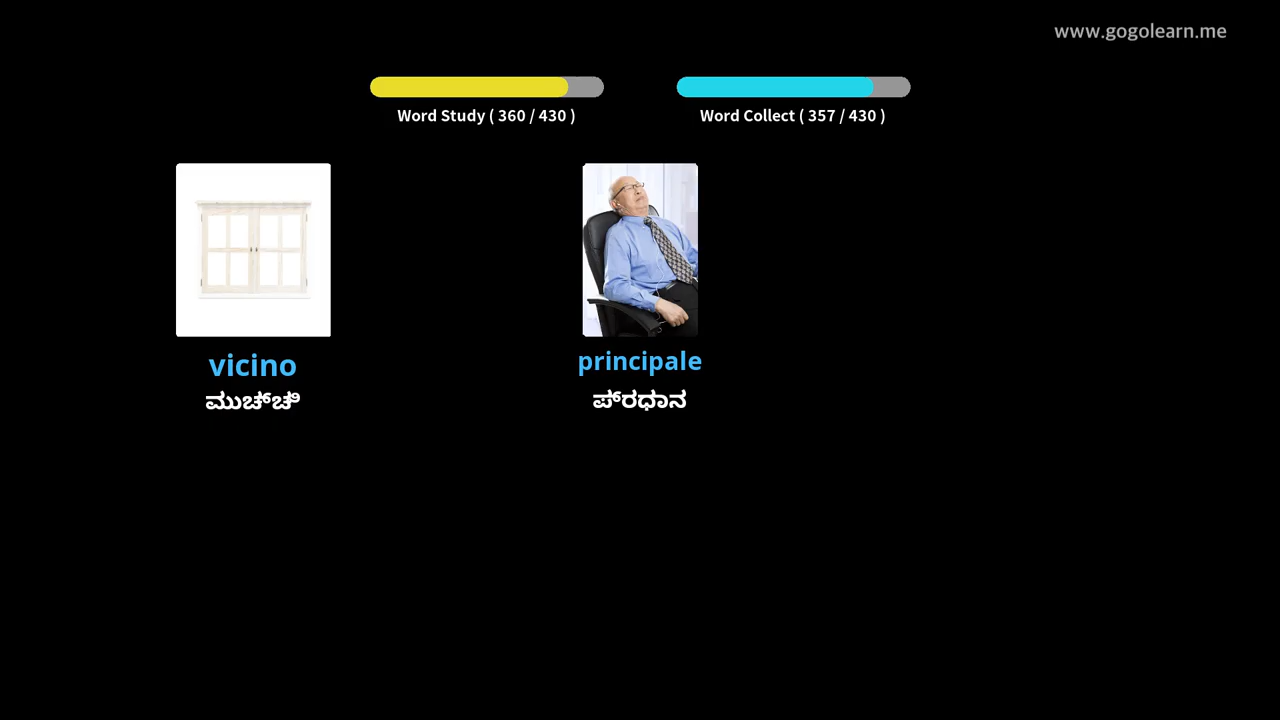 www.gogolearn.me
Word Study ( 360 / 430 )
Word Collect ( 357 / 430 )
vicino
ಮುಚ್ಚಿ
principale
ಪ್ರಧಾನ